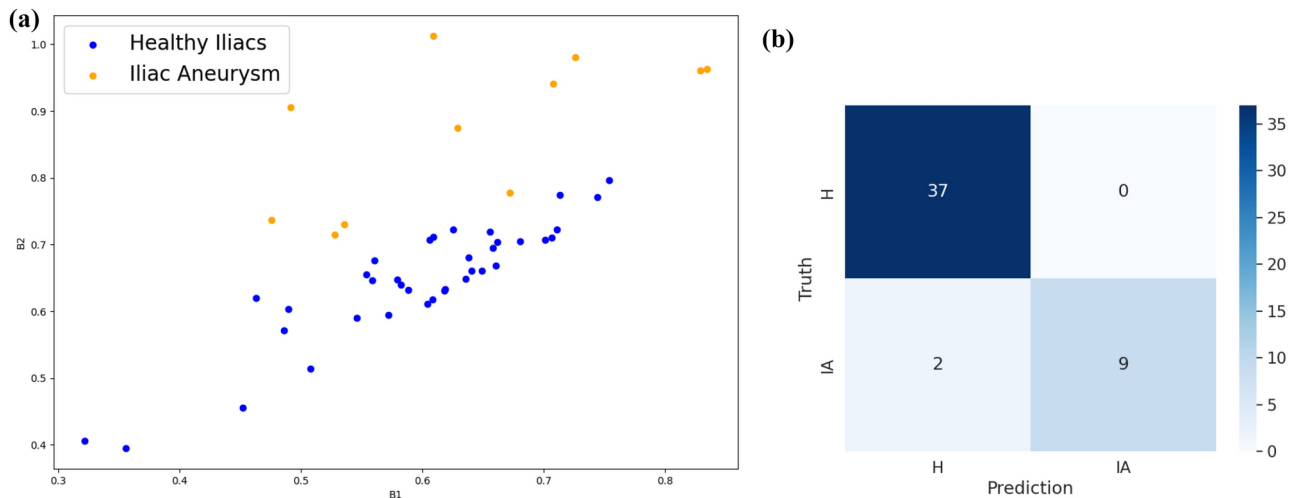 (a)
Healthy Iliacs
Iliac Aneurysm
1.0
0.9
0.8
0.7
0.6
0.5
0.4
B2
0.3 0.4 0.5 0.6 0.7 0.8
B1
(b)
Truth
H
IA
37 0
2 9
H IA
Prediction
35
30
25
20
15
10
5
0